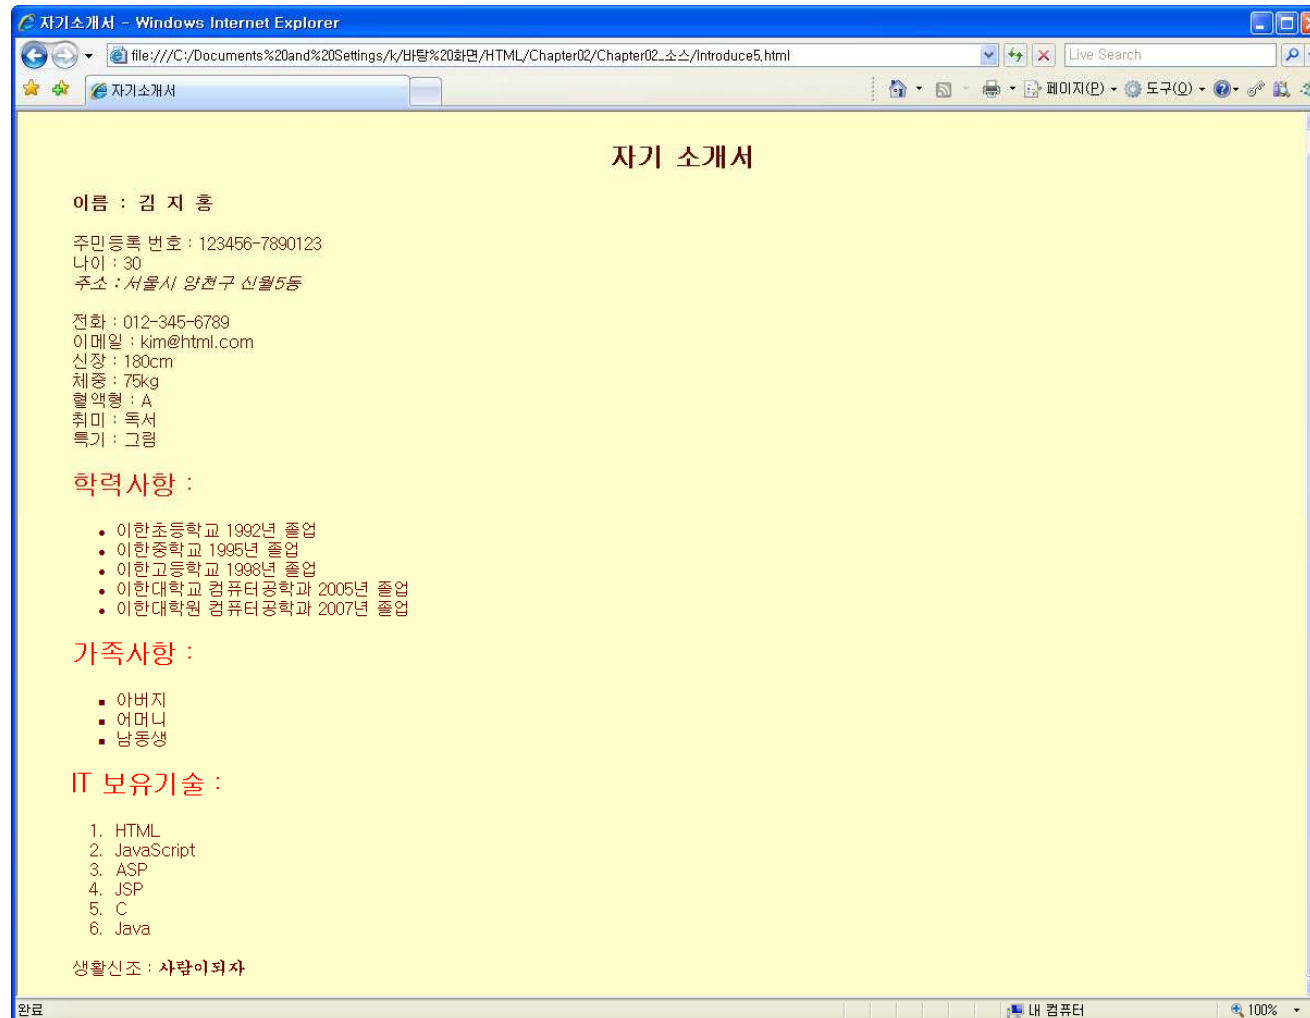 자기소개서 - Windows Internet Explorer
file:///C:/Documents%20and%20Settings/k/바탕%20화면/HTML/Chapter02/Chapter02_소스/Introduce5.html
Live Search
자기소개서
페이지(P)
도구(O)
자기 소개서
이름 : 김 지 홍
주민등록 번호 : 123456-7890123
나이 : 30
주소 : 서울시 양천구 신월5동
전화 : 012-345-6789
이메일 : kim@html.com
신장 : 180cm
체중 : 75kg
혈액형 : A
취미 : 독서
특기 : 그림
학력사항 :
• 이한초등학교 1992년 졸업
• 이한중학교 1995년 졸업
• 이한고등학교 1998년 졸업
• 이한대학교 컴퓨터공학과 2005년 졸업
• 이한대학원 컴퓨터공학과 2007년 졸업
가족사항 :
▪ 아버지
▪ 어머니
▪ 남동생
IT 보유기술 :
1. HTML
2. JavaScript
3. ASP
4. JSP
5. C
6. Java
생활신조 : 사람이되자
완료
내 컴퓨터
100%